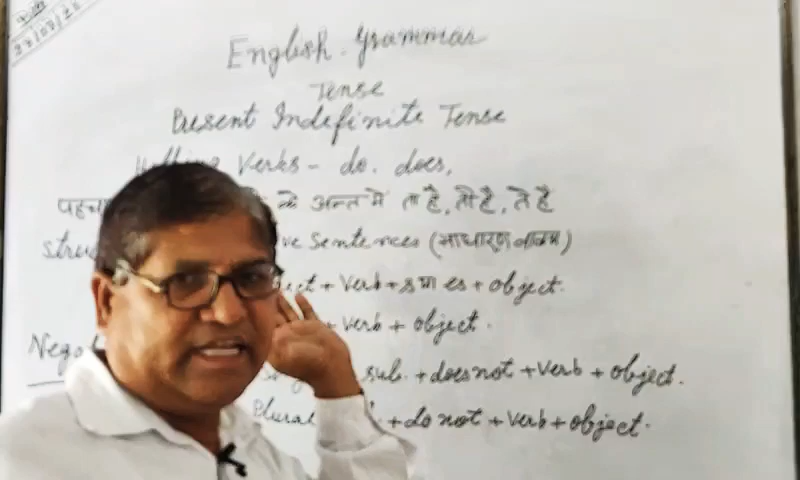 English. Grammar
Tense
Present Indefinite Tense
Verbs - do. does,
के अन्त में ता है, ती है, ते है
Sentences (साधारण वाक्य)
+ Verb + s या es + object.
+ verb + object.
sub. + does not + verb + object.
Plural + do not + verb + object.